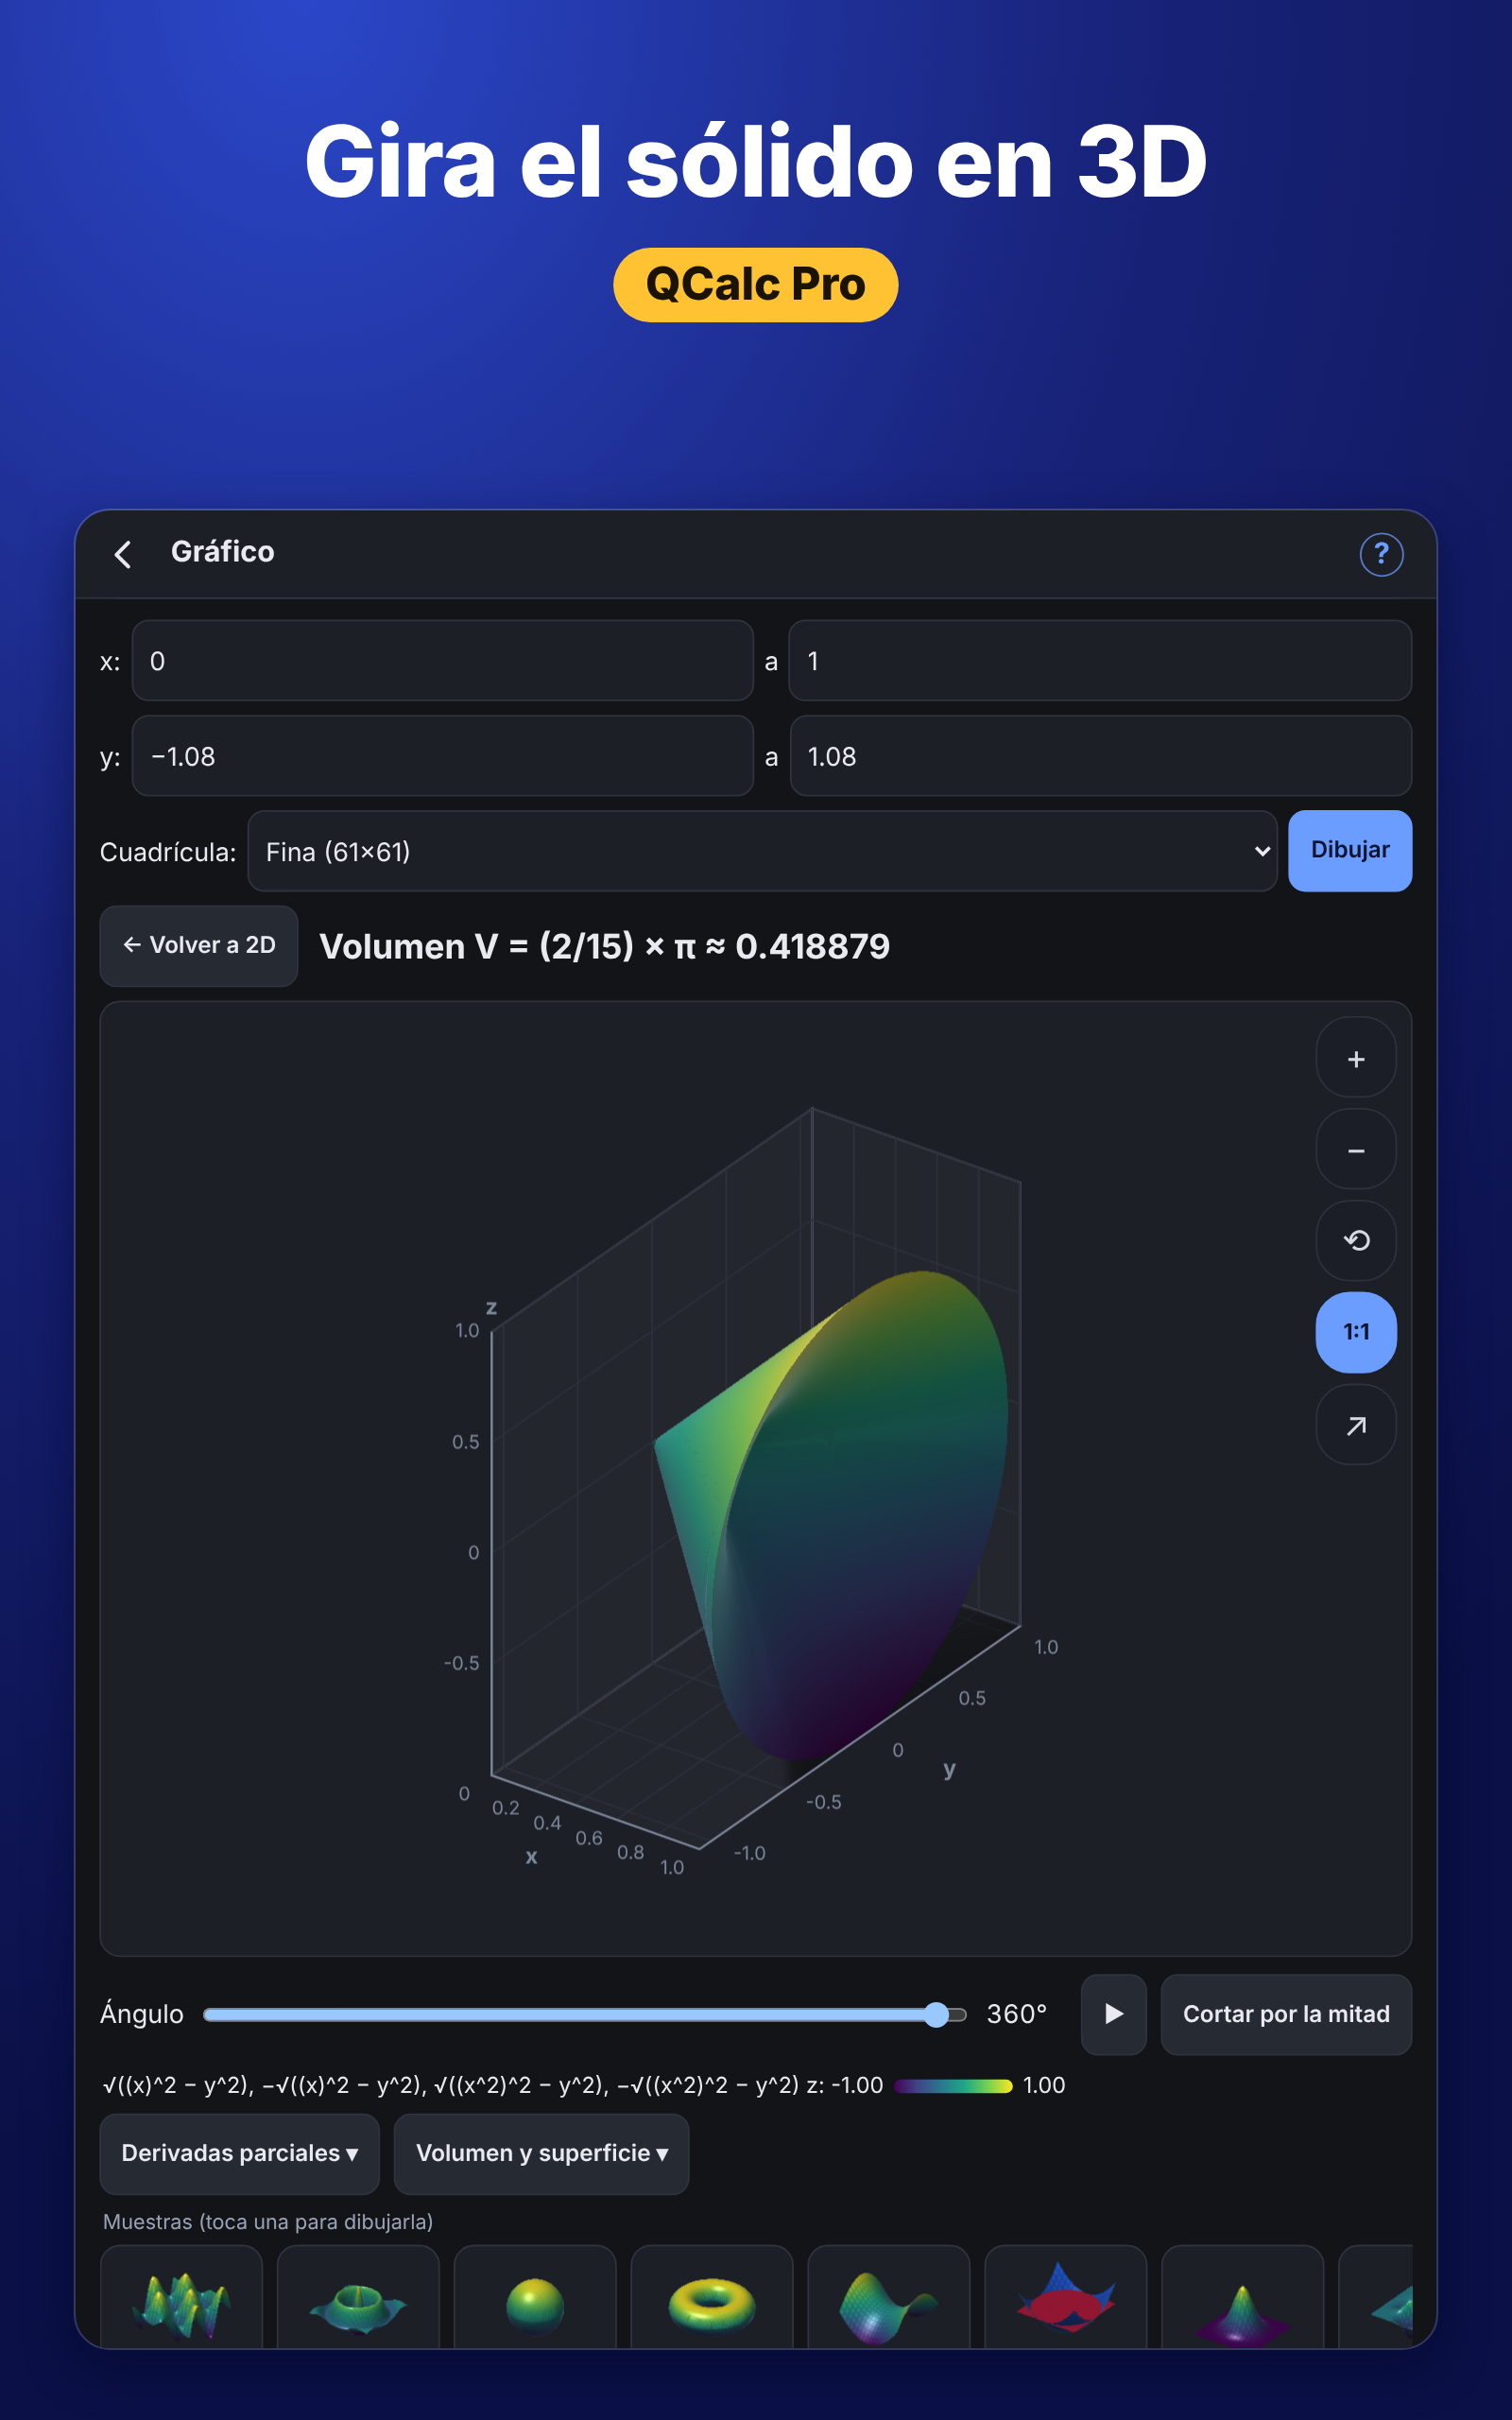 Gira el sólido en 3D
QCalc Pro
Gráfico
?
x: 0 a 1
y: −1.08 a 1.08
Cuadrícula: Fina (61×61) Dibujar
← Volver a 2D Volumen V = (2/15) × π ≈ 0.418879
+
−
⟲
1:1
↗
z
1.0
0.5
0
-0.5
0
0.2
0.4
0.6
0.8
1.0
x
-1.0
-0.5
0
0.5
1.0
y
Ángulo 360° ▶ Cortar por la mitad
√((x)^2 − y^2), −√((x)^2 − y^2), √((x^2)^2 − y^2), −√((x^2)^2 − y^2) z: -1.00 1.00
Derivadas parciales ▾ Volumen y superficie ▾
Muestras (toca una para dibujarla)